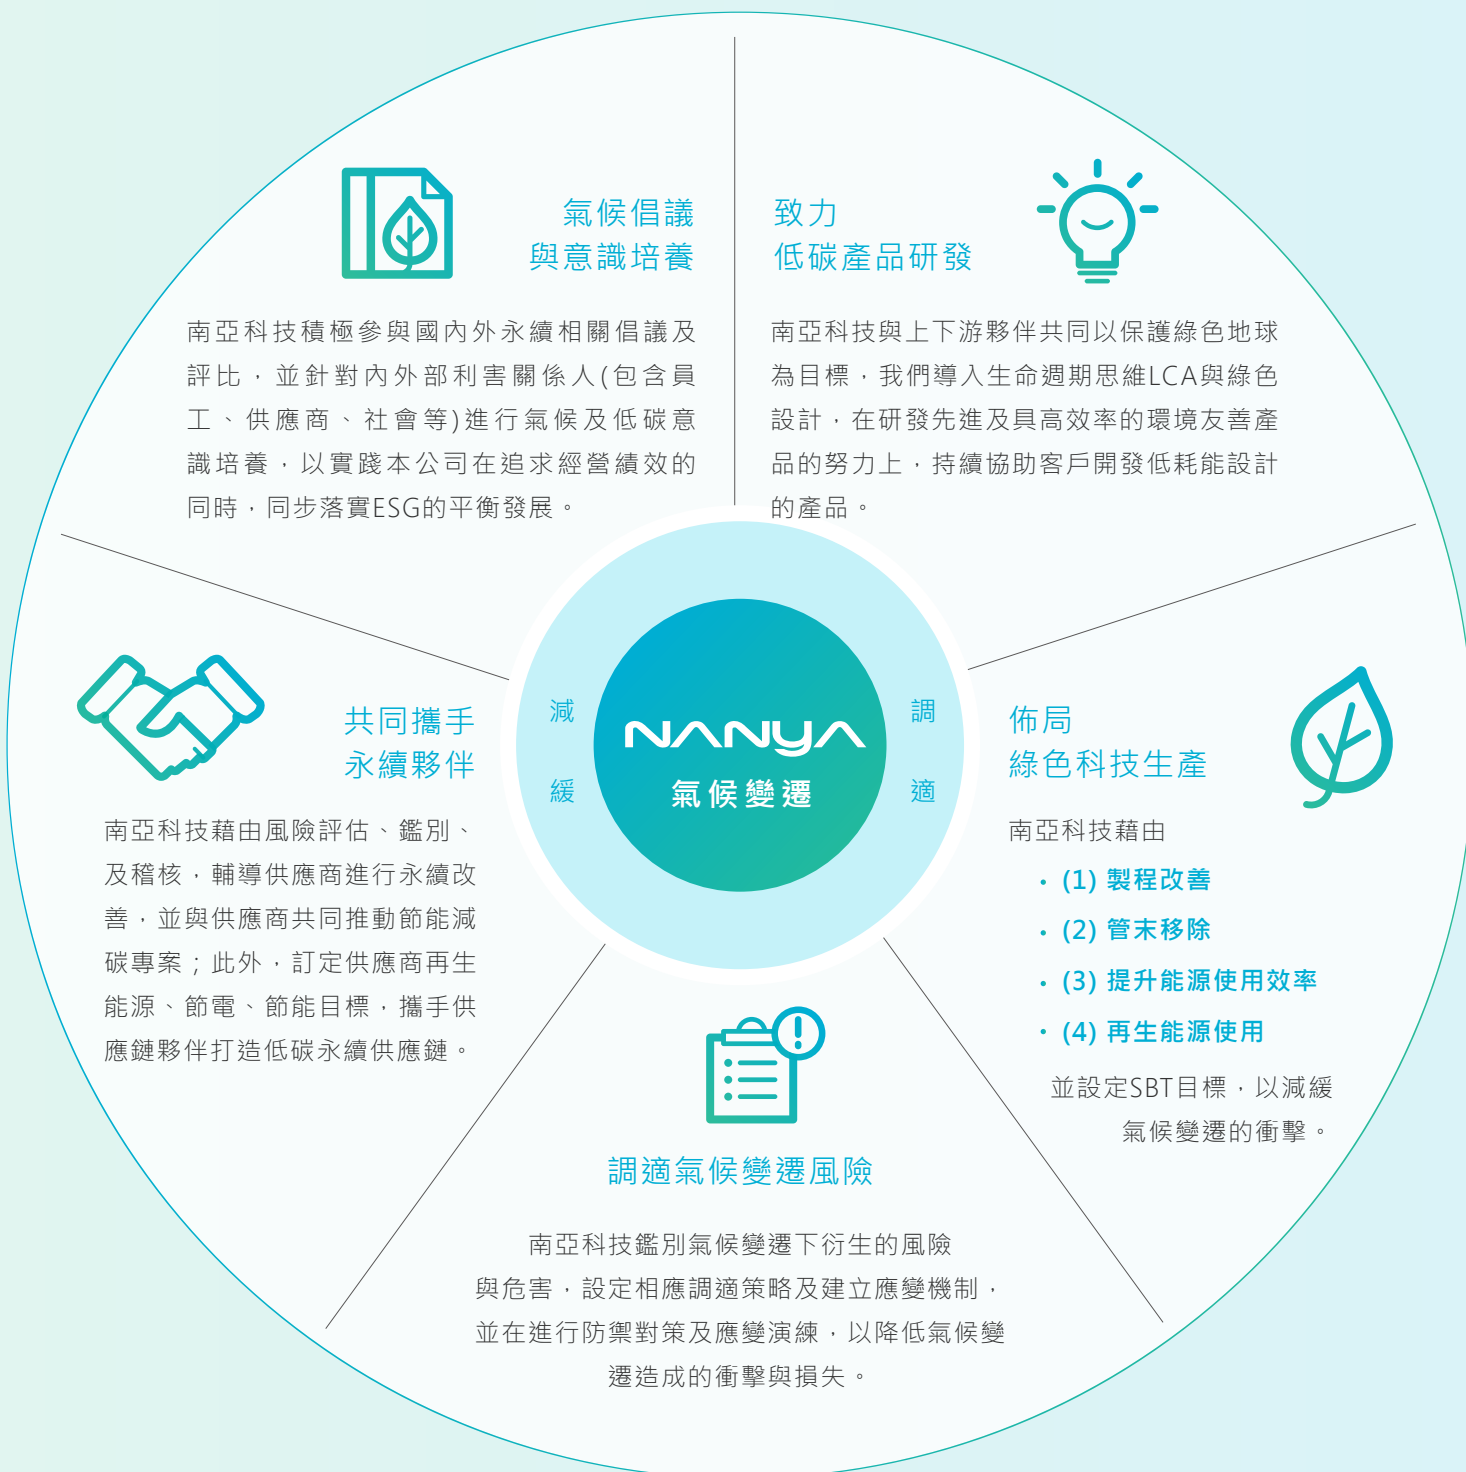 氣候倡議
與意識培養
南亞科技積極參與國內外永續相關倡議及
評比，並針對內外部利害關係人(包含員
工、供應商、社會等)進行氣候及低碳意
識培養，以實踐本公司在追求經營績效的
同時，同步落實ESG的平衡發展。
致力
低碳產品研發
南亞科技與上下游夥伴共同以保護綠色地球
為目標，我們導入生命週期思維LCA與綠色
設計，在研發先進及具高效率的環境友善產
品的努力上，持續協助客戶開發低耗能設計
的產品。
共同攜手
永續夥伴
南亞科技藉由風險評估、鑑別、
及稽核，輔導供應商進行永續改
善，並與供應商共同推動節能減
碳專案；此外，訂定供應商再生
能源、節電、節能目標，攜手供
應鏈夥伴打造低碳永續供應鏈。
減
緩
NANYA
氣候變遷
調
適
佈局
綠色科技生產
南亞科技藉由
• (1) 製程改善
• (2) 管末移除
• (3) 提升能源使用效率
• (4) 再生能源使用
並設定SBT目標，以減緩
氣候變遷的衝擊。
調適氣候變遷風險
南亞科技鑑別氣候變遷下衍生的風險
與危害，設定相應調適策略及建立應變機制，
並在進行防禦對策及應變演練，以降低氣候變
遷造成的衝擊與損失。